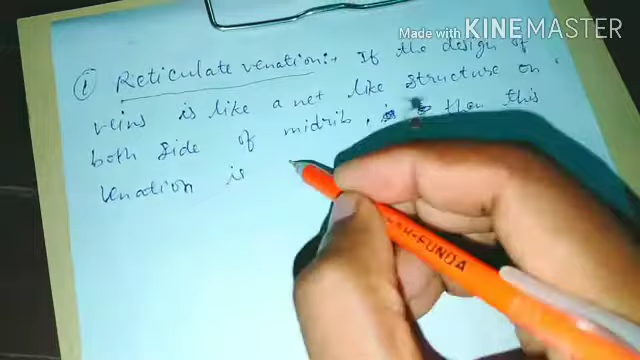 Made with KINEMASTER
① Reticulate venation:- If the design of
veins is like a net like structure on
both side of midrib, then this
venation is
H-FUNDA